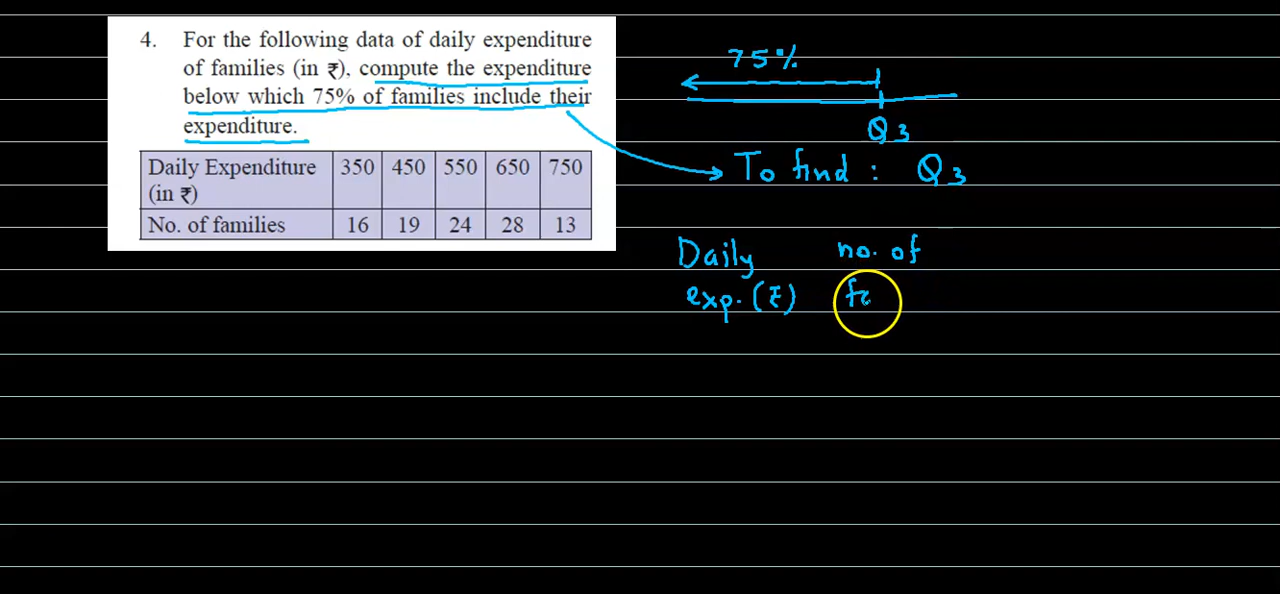 4. For the following data of daily expenditure
of families (in ₹), compute the expenditure
below which 75% of families include their
expenditure.
Daily Expenditure 350 450 550 650 750
(in ₹)
No. of families 16 19 24 28 13
75%
Q3
To find : Q3
Daily no. of
exp. (₹)